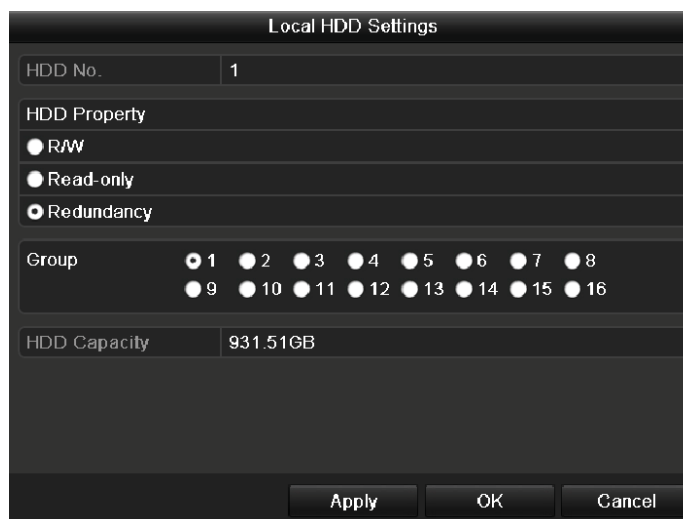 Local HDD Settings
HDD No. 1
HDD Property
R/W
Read-only
Redundancy
Group 1 2 3 4 5 6 7 8
9 10 11 12 13 14 15 16
HDD Capacity 931.51GB
Apply OK Cancel